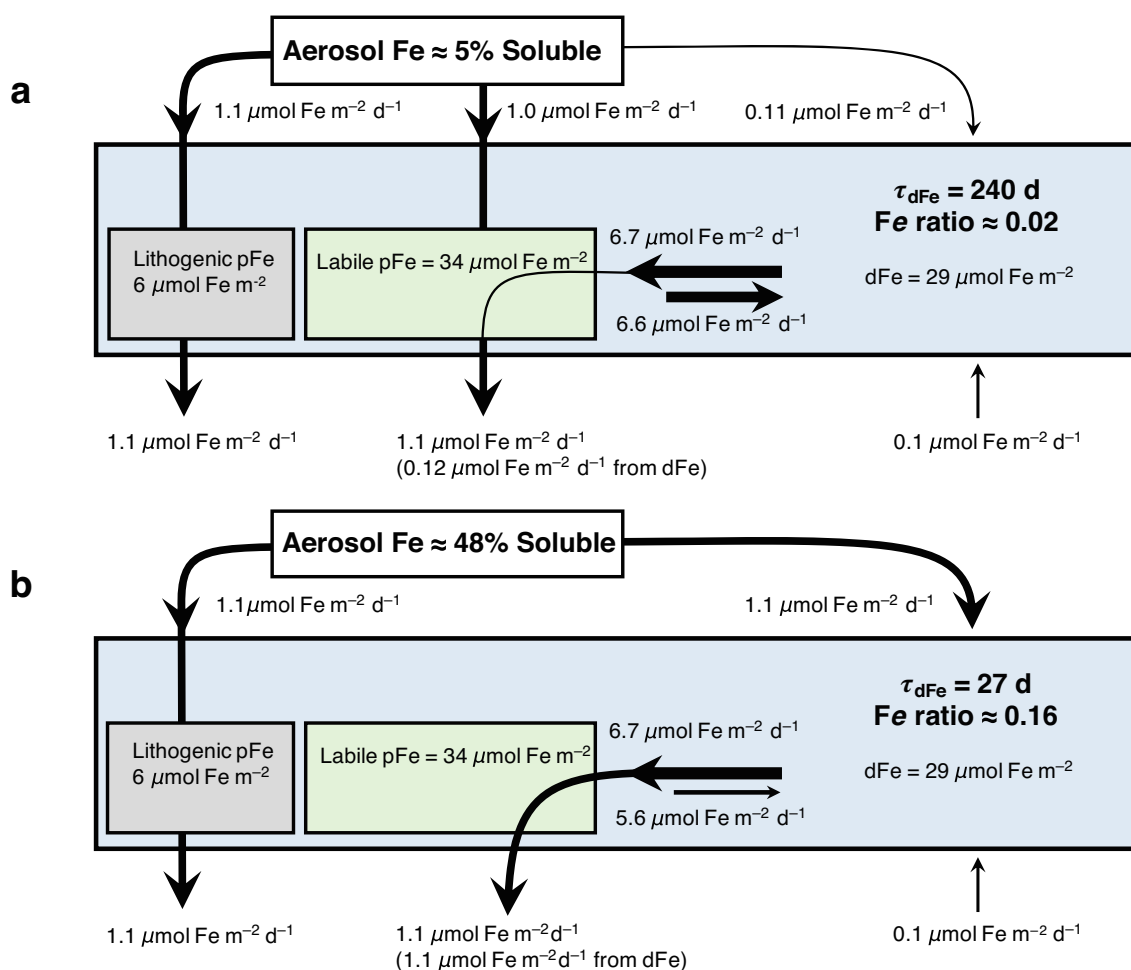 Aerosol Fe ≈ 5% Soluble
a
1.1 μmol Fe m⁻² d⁻¹
1.0 μmol Fe m⁻² d⁻¹
0.11 μmol Fe m⁻² d⁻¹
τdFe = 240 d
Fe ratio ≈ 0.02
Lithogenic pFe
6 μmol Fe m⁻²
Labile pFe = 34 μmol Fe m⁻²
6.7 μmol Fe m⁻² d⁻¹
6.6 μmol Fe m⁻² d⁻¹
dFe = 29 μmol Fe m⁻²
1.1 μmol Fe m⁻² d⁻¹
1.1 μmol Fe m⁻² d⁻¹
(0.12 μmol Fe m⁻² d⁻¹ from dFe)
0.1 μmol Fe m⁻² d⁻¹
Aerosol Fe ≈ 48% Soluble
b
1.1μmol Fe m⁻² d⁻¹
1.1 μmol Fe m⁻² d⁻¹
τdFe = 27 d
Fe ratio ≈ 0.16
Lithogenic pFe
6 μmol Fe m⁻²
Labile pFe = 34 μmol Fe m⁻²
6.7 μmol Fe m⁻² d⁻¹
5.6 μmol Fe m⁻² d⁻¹
dFe = 29 μmol Fe m⁻²
1.1 μmol Fe m⁻² d⁻¹
1.1 μmol Fe m⁻²d⁻¹
(1.1 μmol Fe m⁻²d⁻¹ from dFe)
0.1 μmol Fe m⁻² d⁻¹